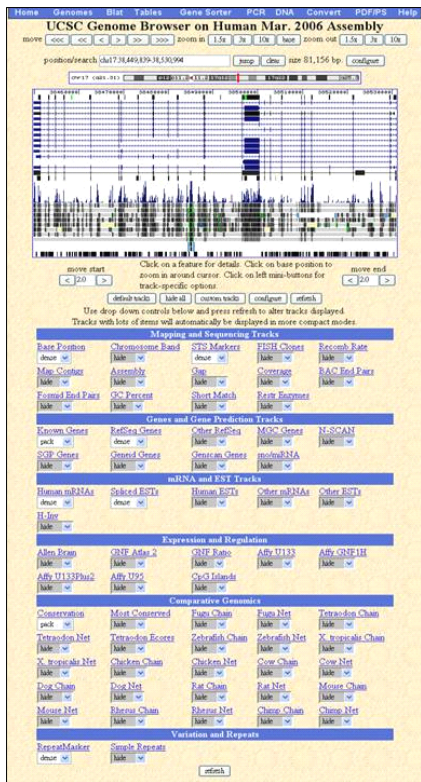 Home Genomes Blat Tables Gene Sorter PCR DNA Convert PDF/PS Help
UCSC Genome Browser on Human Mar. 2006 Assembly
move <<< << < > >> >>> zoom in 1.5x 3x 10x base zoom out 1.5x 3x 10x
position/search chr17:38,449,839-38,530,994 jump clear size 81,156 bp. configure
move start Click on a feature for details. Click on base position to move end
< 2.0 > zoom in around cursor. Click on left mini-buttons for < 2.0 >
track-specific options.
default tracks hide all custom tracks configure refresh
Use drop down controls below and press refresh to alter tracks displayed.
Tracks with lots of items will automatically be displayed in more compact modes.
Mapping and Sequencing Tracks
Base Position Chromosome Band STS Markers FISH Clones Recomb Rate
dense hide dense hide hide
Map Contigs Assembly Gap Coverage BAC End Pairs
hide hide hide hide hide
Fosmid End Pairs GC Percent Short Match Restr Enzymes
hide hide hide hide
Genes and Gene Prediction Tracks
Known Genes RefSeq Genes Other RefSeq MGC Genes N-SCAN
pack dense hide hide hide
SGP Genes Geneid Genes Genscan Genes sno/miRNA
hide hide hide hide
mRNA and EST Tracks
Human mRNAs Spliced ESTs Human ESTs Other mRNAs Other ESTs
dense dense hide hide hide
H-Inv
hide
Expression and Regulation
Allen Brain GNF Atlas 2 GNF Ratio Affy U133 Affy GNF1H
hide hide hide hide hide
Affy U133Plus2 Affy U95 CpG Islands
hide hide hide
Comparative Genomics
Conservation Most Conserved Fugu Chain Fugu Net Tetraodon Chain
pack hide hide hide hide
Tetraodon Net Tetraodon Ecores Zebrafish Chain Zebrafish Net X. tropicalis Chain
hide hide hide hide hide
X. tropicalis Net Chicken Chain Chicken Net Cow Chain Cow Net
hide hide hide hide hide
Dog Chain Dog Net Rat Chain Rat Net Mouse Chain
hide hide hide hide hide
Mouse Net Rhesus Chain Rhesus Net Chimp Chain Chimp Net
hide hide hide hide hide
Variation and Repeats
RepeatMasker Simple Repeats
dense hide
refresh